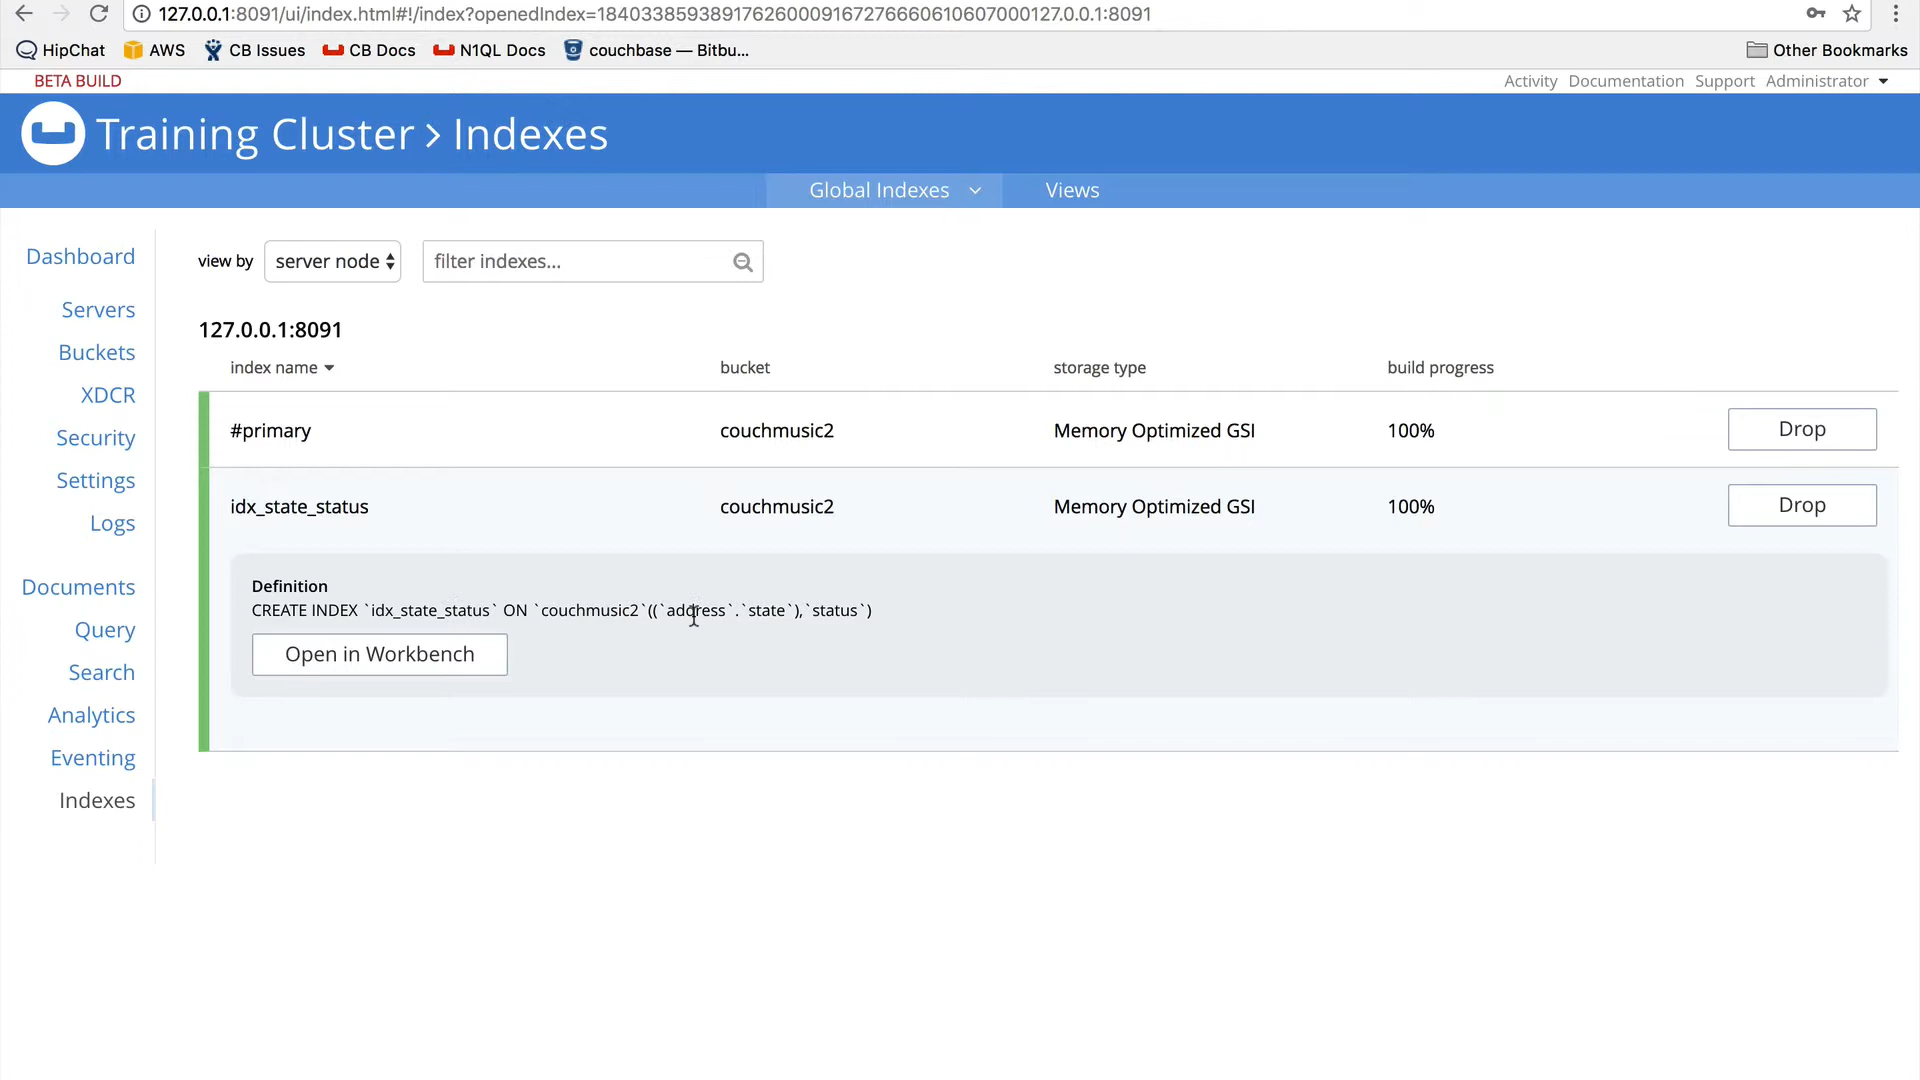 127.0.0.1:8091/ui/index.html#!/index?openedIndex=18403385938917626000916727666061060700​0127.0.0.1:8091
HipChat AWS CB Issues CB Docs N1QL Docs couchbase — Bitbu... Other Bookmarks
BETA BUILD Activity Documentation Support Administrator
Training Cluster > Indexes
Global Indexes Views
Dashboard
Servers
Buckets
XDCR
Security
Settings
Logs
Documents
Query
Search
Analytics
Eventing
Indexes
view by server node filter indexes...
127.0.0.1:8091
index name bucket storage type build progress
#primary couchmusic2 Memory Optimized GSI 100% Drop
idx_state_status couchmusic2 Memory Optimized GSI 100% Drop
Definition
CREATE INDEX `idx_state_status` ON `couchmusic2`((`address`.`state`),`status`)
Open in Workbench